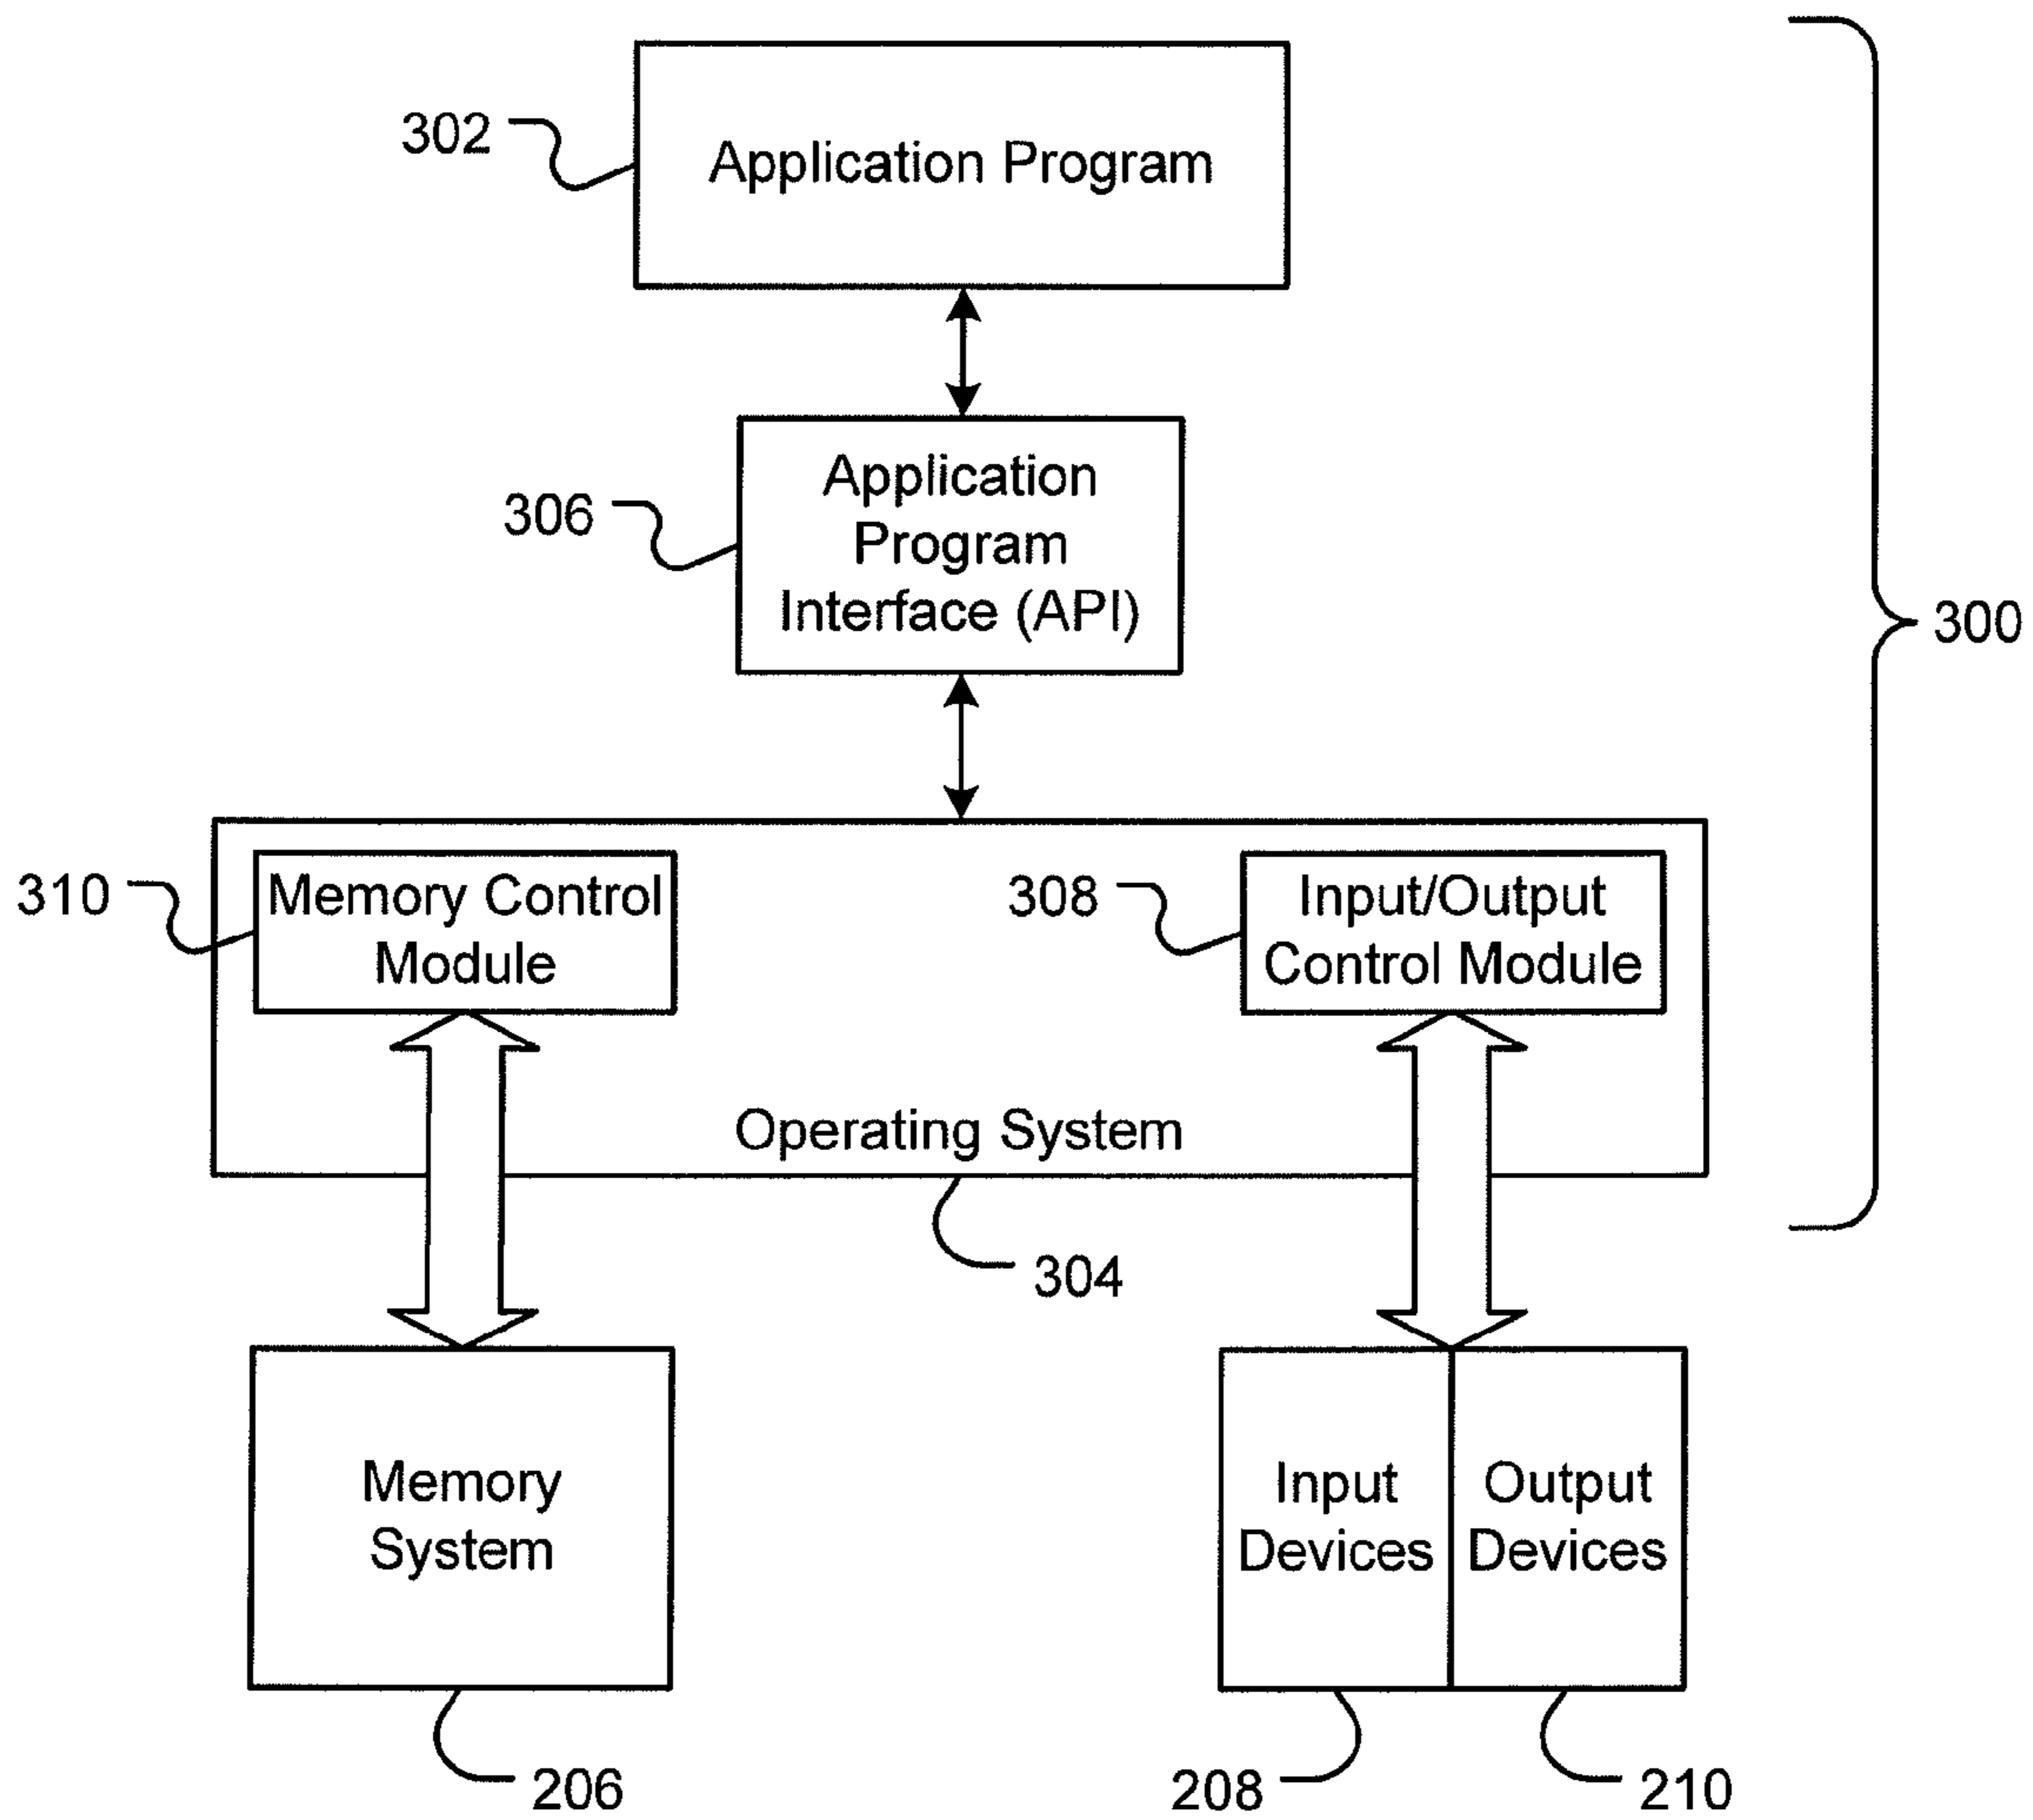 302
Application Program
306
Application
Program
Interface (API)
300
310
Memory Control
Module
308
Input/Output
Control Module
Operating System
304
Memory
System
Input
Devices
Output
Devices
206
208
210